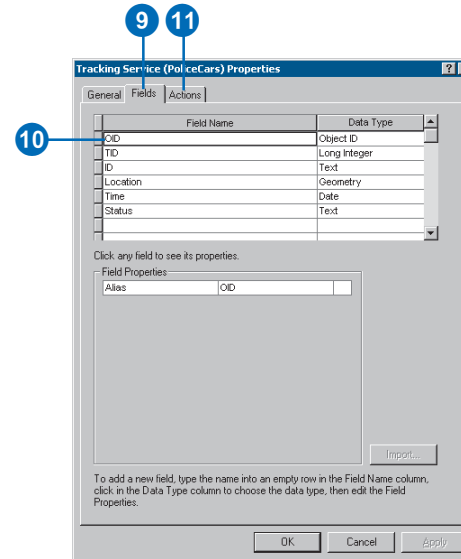 9 11
Tracking Service (PoliceCars) Properties ?
General Fields Actions
Field Name Data Type
10
OID Object ID
TID Long Integer
ID Text
Location Geometry
Time Date
Status Text
Click any field to see its properties.
Field Properties
Alias OID
Import...
To add a new field, type the name into an empty row in the Field Name column,
click in the Data Type column to choose the data type, then edit the Field
Properties.
OK Cancel Apply